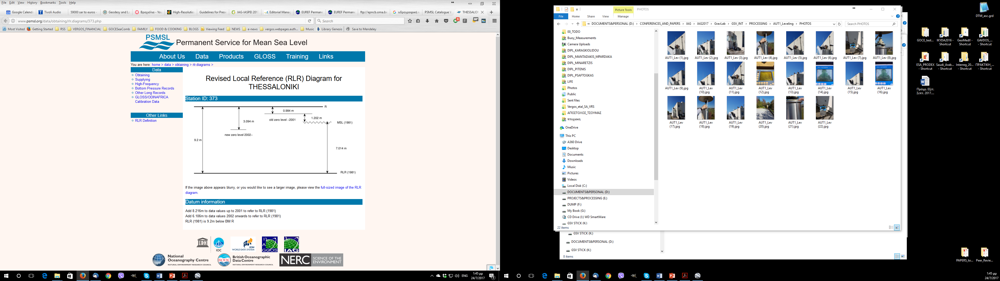 File Edit View History Bookmarks Tools Help
Google Calenda
Tivoli Audio
59000 sar to euros -
Geodesy and La
Βραχιόλια - You
High-Resolutio
Guidelines for Prese
IAG-IASPEI 2017
Editorial Manag
EUREF Permane
EUREF Permane
ftp://epncb.oma.be
υδρογραφική υ
PSMSL Catalogue V
THESSALON
www.psmsl.org/data/obtaining/rlr.diagrams/373.php
Search
Most Visited Getting Started RSS VERGOS_FINANCIAL GOCESeaComb FAMILY FOOD & COOKING BLOGS Viewing Feed NEWS e-news vergos.webpages.auth... Music Library Genesis Save to Mendeley
PSMSL Permanent Service for Mean Sea Level
About Us Data Products GLOSS Training Links
You are here: home > data > obtaining > rlr.diagrams >
Data
Obtaining
Supplying
High-Frequency
Bottom Pressure Records
Other Long Records
GLOSS/ODINAFRICA
Calibration Data
Other Links
RLR Definition
Revised Local Reference (RLR) Diagram for
THESSALONIKI
Station ID: 373
R
0.984 m
old zero level -2001
1.202 m
3.094 m
MSL (1981)
new zero level 2002-
9.2 m
7.014 m
RLR (1981)
If the image above appears blurry, or you would like to see a larger image, please view the full-sized image of the RLR
diagram.
Datum information
Add 8.216m to data values up to 2001 to refer to RLR (1981)
Add 6.106m to data values 2002 onwards to refer to RLR (1981)
RLR (1981) is 9.2m below BM R
UNESCO
IOC
ICSU
WORLD DATA SYSTEM
IAG
GGOS
IAG
National
Oceanography Centre
NATURAL ENVIRONMENT RESEARCH COUNCIL
BODC
British Oceanographic
Data Centre
NATURAL ENVIRONMENT RESEARCH COUNCIL
NERC SCIENCE OF THE
ENVIRONMENT
ENG
1:45 μμ
24/7/2017
Picture Tools PHOTOS
File Home Share View Manage
« DOCUMENTS&PERSONAL (D:) > CONFERENCES_AND_PAPERS > IAG > IAG2017 > GravLab > GSV_INT > PROCESSING > AUT1_Leveling > PHOTOS
Search PHOTOS
00_TODO
Buoy_Measurements
Camera Uploads
DIPL_KARAGKIOLIDOU
DIPL_MANTADAKIS_MPARDAKA
DIPL_MINARETZIS
DIPL_PITENIS
DIPL_PSAFTOGKAS
LIFE
Photos
Public
Sent files
Vergos_etal_SA_VRS
ΑΠΟΣΤΟΛΟΣ_ΤΣΟΥΜΑΣ
πτυχιακη
OneDrive
This PC
A360 Drive
Desktop
Documents
Downloads
Music
Pictures
Videos
Local Disk (C:)
DOCUMENTS&PERSONAL (D:)
PROJECTS&PROCESSING (E:)
DUMP (F:)
My Book (G:)
CD Drive (I:) WD SmartWare
GSV STICK (K:)
22 items
AUT1_Lev (1).jpg
AUT1_Lev (2).jpg
AUT1_Lev (3).jpg
AUT1_Lev (4).jpg
AUT1_Lev (5).jpg
AUT1_Lev (6).jpg
AUT1_Lev (7).jpg
AUT1_Lev (8).jpg
AUT1_Lev (9).jpg
AUT1_Lev
(10).jpg
AUT1_Lev
(11).jpg
AUT1_Lev
(12).jpg
AUT1_Lev
(13).jpg
AUT1_Lev
(14).jpg
AUT1_Lev
(15).jpg
AUT1_Lev
(16).jpg
AUT1_Lev
(17).jpg
AUT1_Lev
(18).jpg
AUT1_Lev
(19).jpg
AUT1_Lev
(20).jpg
AUT1_Lev
(21).jpg
AUT1_Lev
(22).jpg
GSV STICK (K:)
DOCUMENTS&PERSONAL (D:)
GSV STICK (K:)
8 items
DTM_asc.grd
GOCE_test...
IKYDA2016 -
Shortcut
GeoMedII -
Shortcut
GAVDOS_...
- Shortcut
ESA_PRODEX
- Shortcut
Saudi_Arab...
- Shortcut
Interreg_20...
- Shortcut
ΠΡΑΚΤΙΚΗ_...
- Shortcut
Πρόγρ. Εξετ.
Σεπτ. 2017....
PAPERS_to...
Peer_Revie...
1:45 μμ
24/7/2017